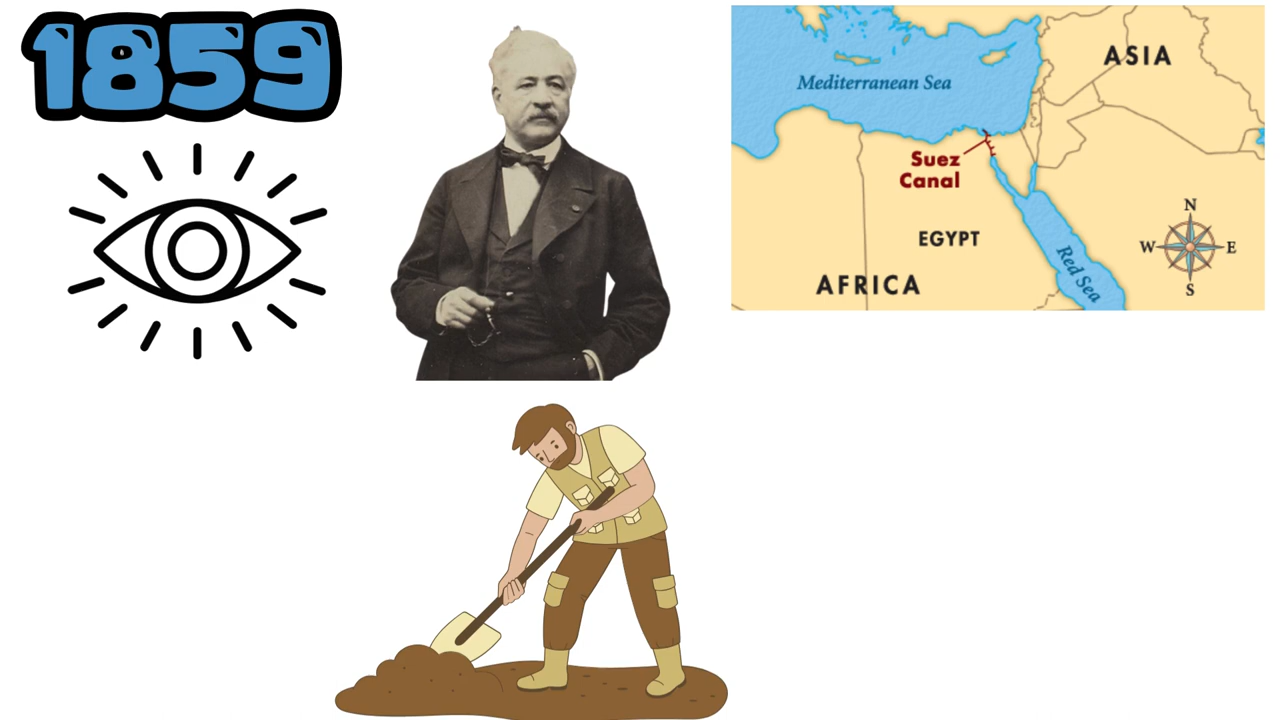 1859
Mediterranean Sea
ASIA
Suez
Canal
EGYPT
AFRICA
Red Sea
N
W
E
S